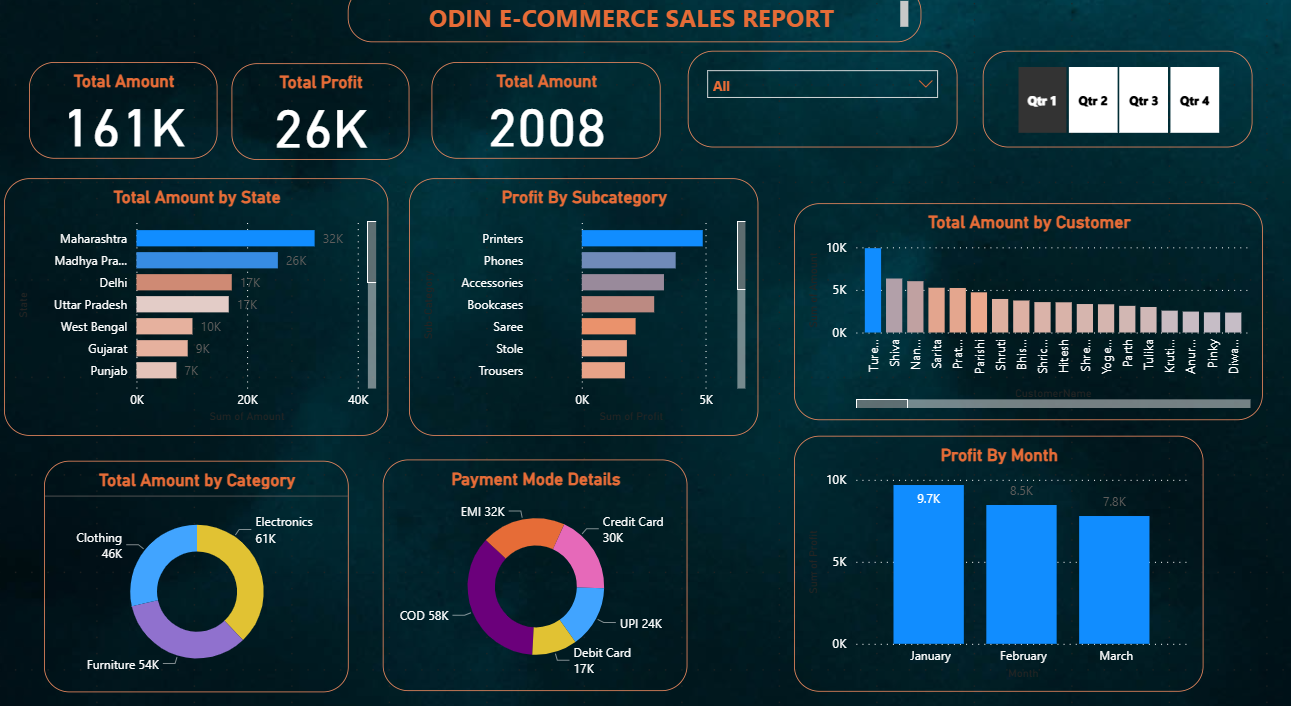 ODIN E-COMMERCE SALES REPORT
Total Amount
161K
Total Profit
26K
Total Amount
2008
All
Qtr 1 Qtr 2 Qtr 3 Qtr 4
Total Amount by State
State
Maharashtra 32K
Madhya Pra... 26K
Delhi 17K
Uttar Pradesh 17K
West Bengal 10K
Gujarat 9K
Punjab 7K
0K 20K 40K
Sum of Amount
Profit By Subcategory
Printers
Phones
Accessories
Bookcases
Saree
Stole
Trousers
0K 5K
Sum of Profit
Total Amount by Customer
10K
5K
0K
Ture... Shiva Nan... Sarita Prat... Parishi Shruti Bhis... Shric... Hitesh Shre... Yoge... Parth Tulika Kruti... Anur... Pinky Diwa...
CustomerName
Total Amount by Category
Electronics
61K
Clothing
46K
Furniture 54K
Payment Mode Details
EMI 32K
Credit Card
30K
COD 58K
UPI 24K
Debit Card
17K
Profit By Month
Sum of Profit
10K
5K
0K
9.7K 8.5K 7.8K
January February March
Month